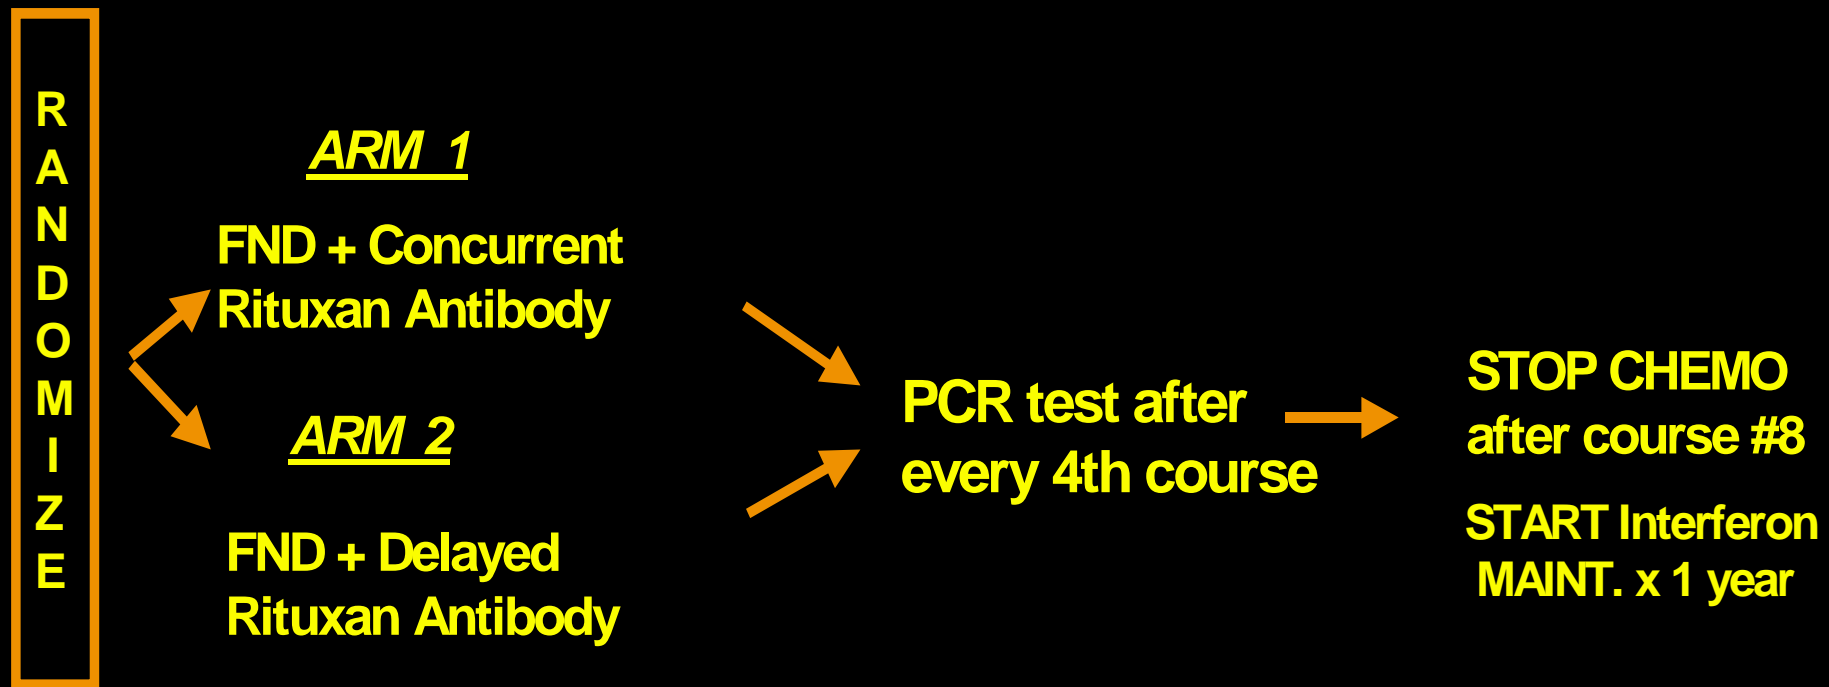 RANDOMIZE
ARM 1
FND + Concurrent
Rituxan Antibody
ARM 2
FND + Delayed
Rituxan Antibody
PCR test after
every 4th course
STOP CHEMO
after course #8
START Interferon
MAINT. x 1 year